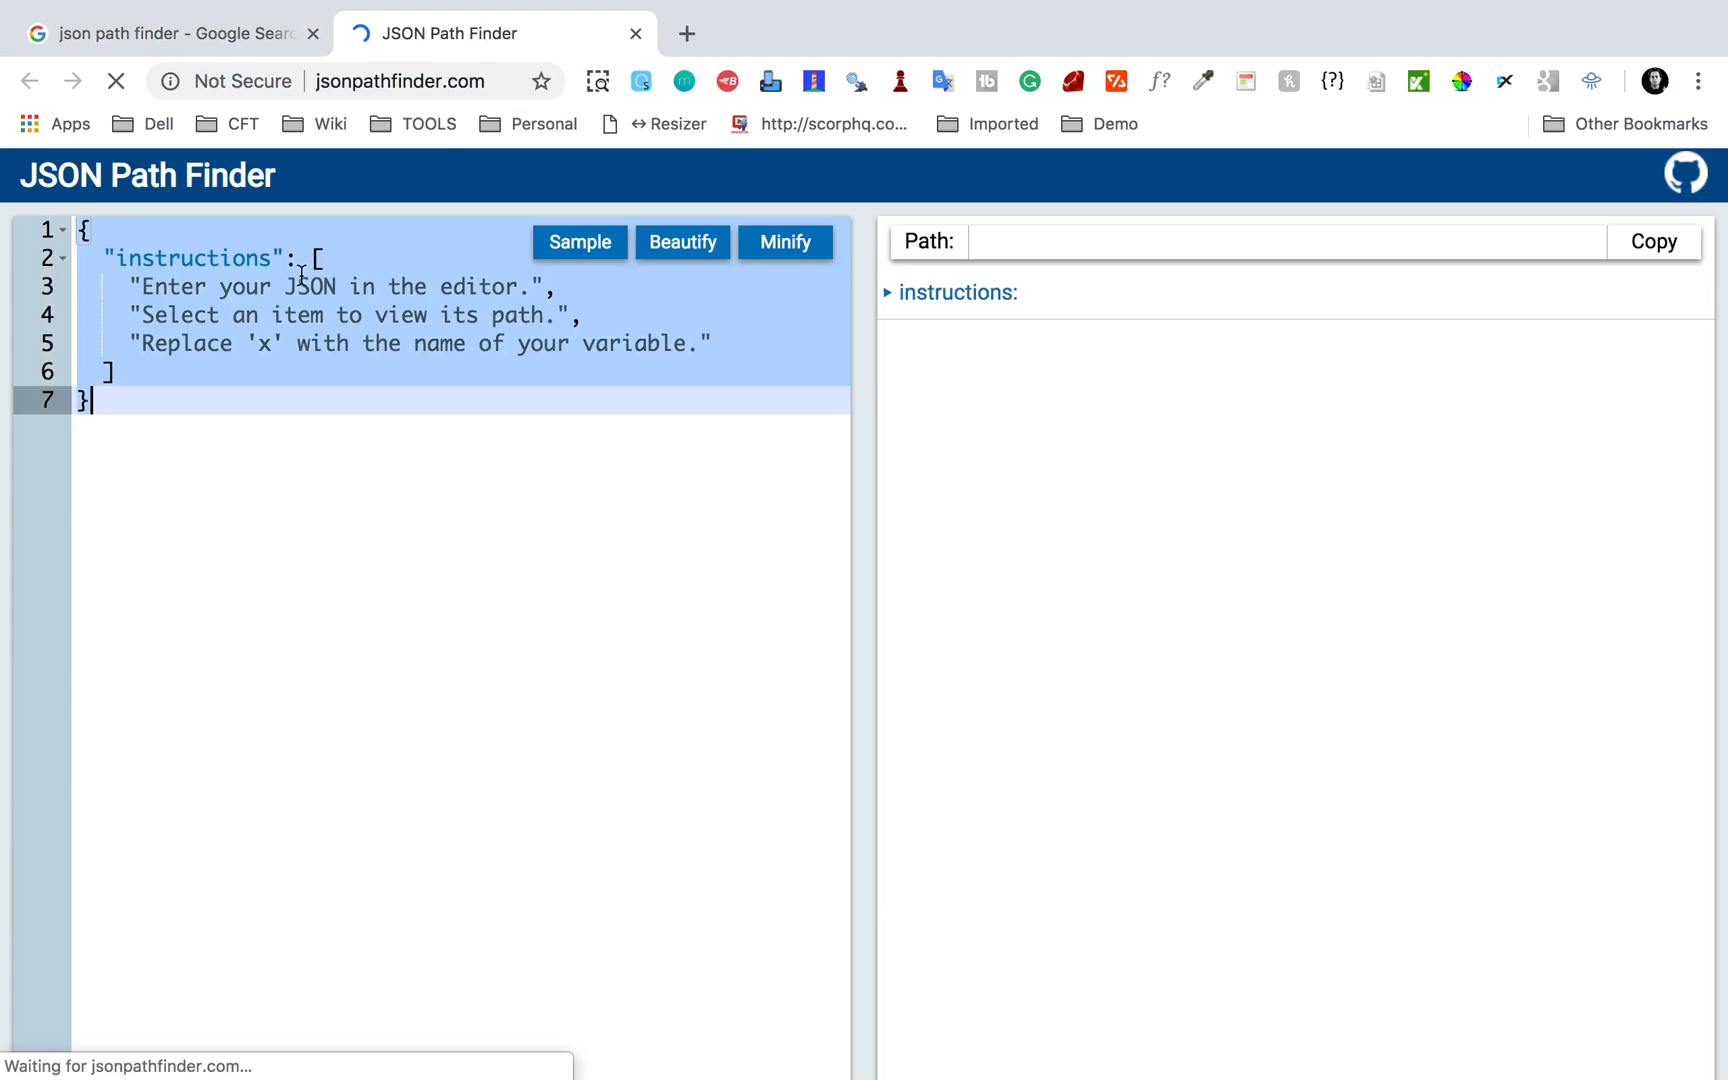 json path finder - Google Searc
JSON Path Finder
Not Secure
jsonpathfinder.com
Apps
Dell
CFT
Wiki
TOOLS
Personal
↔Resizer
http://scorphq.co...
Imported
Demo
Other Bookmarks
JSON Path Finder
Sample
Beautify
Minify
1 {
2 "instructions": [
3 "Enter your JSON in the editor.",
4 "Select an item to view its path.",
5 "Replace 'x' with the name of your variable."
6 ]
7 }
Path:
Copy
instructions:
Waiting for jsonpathfinder.com...